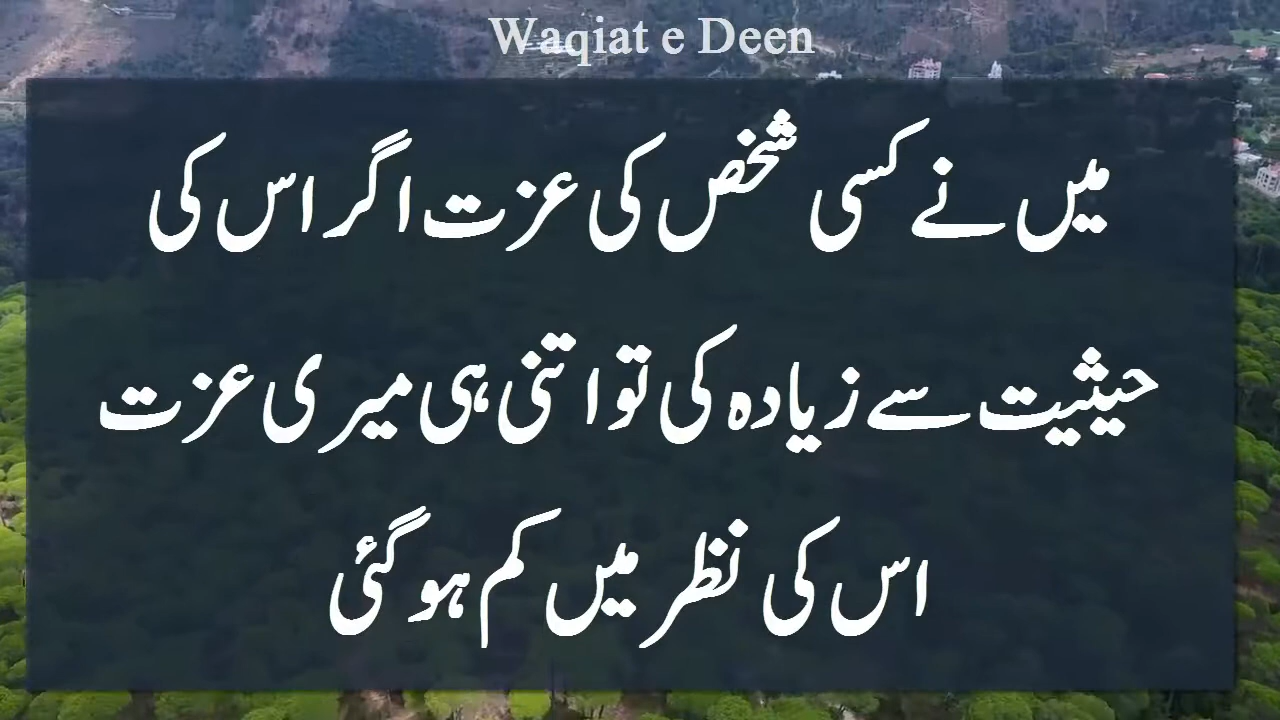 Waqiat e Deen
میں نے کسی شخص کی عزت اگر اس کی
حیثیت سے زیادہ کی تو اتنی ہی میری عزت
اس کی نظر میں کم ہو گئی